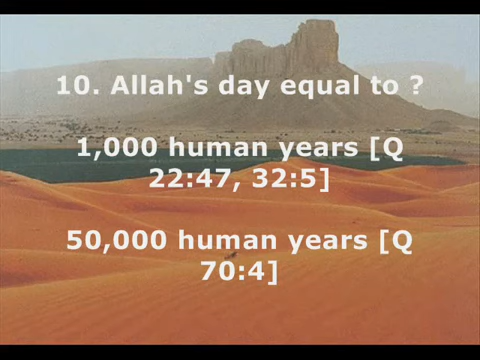 10. Allah's day equal to ?
1,000 human years [Q
22:47, 32:5]
50,000 human years [Q
70:4]